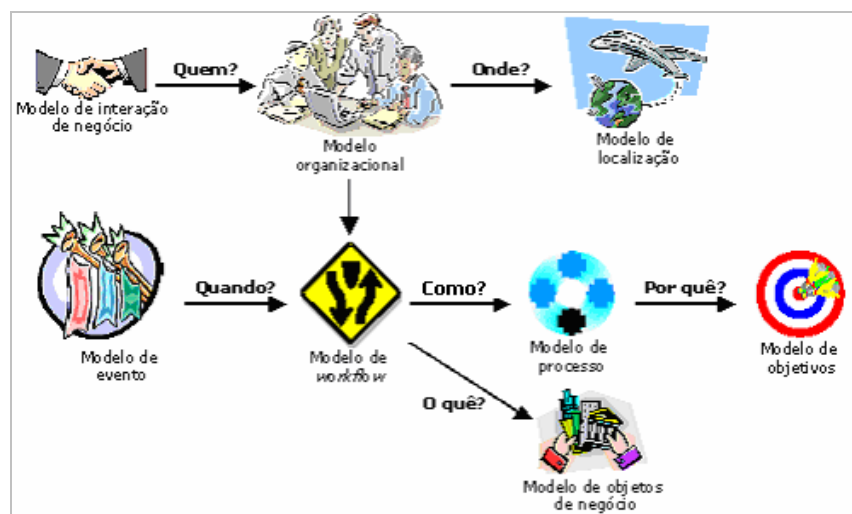 Quem?
Onde?
Modelo de interação
de negócio
Modelo
organizacional
Modelo de
localização
Quando?
Como?
Por quê?
Modelo de
evento
Modelo de
workflow
Modelo de
processo
Modelo de
objetivos
O quê?
Modelo de objetos
de negócio